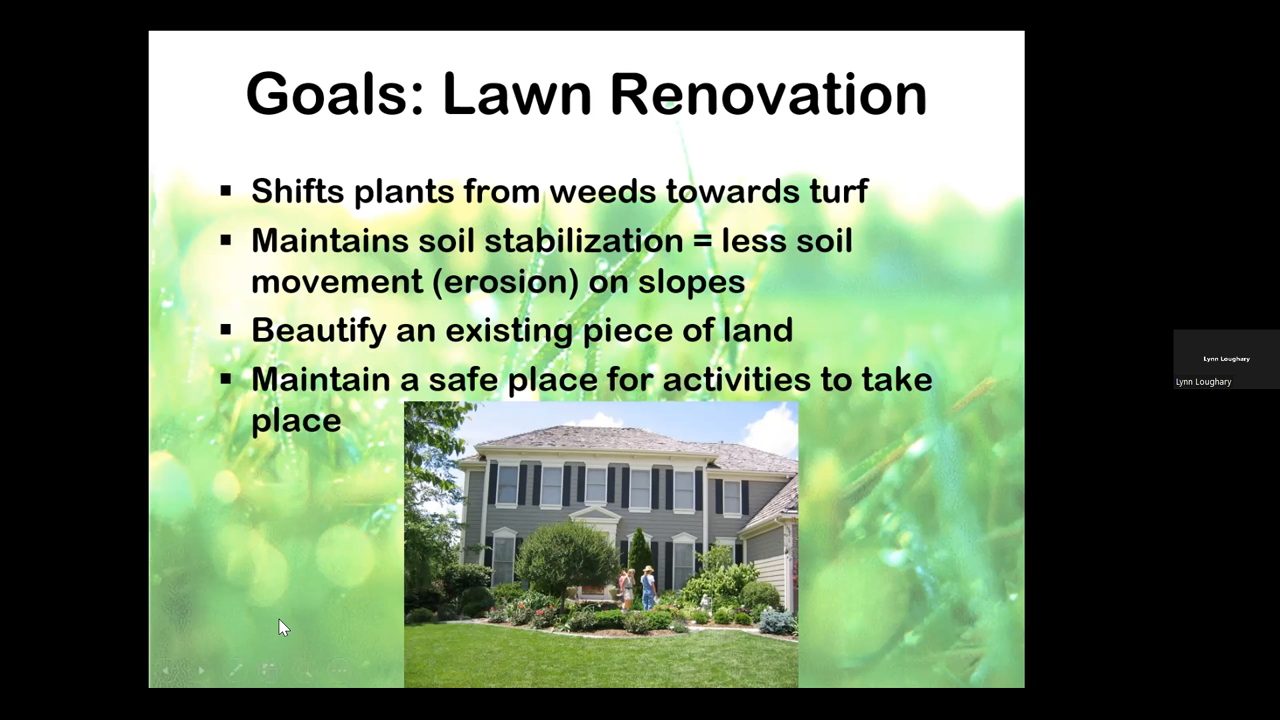 Goals: Lawn Renovation
▪ Shifts plants from weeds towards turf
▪ Maintains soil stabilization = less soil
movement (erosion) on slopes
▪ Beautify an existing piece of land
▪ Maintain a safe place for activities to take
place
Lynn Loughary
Lynn Loughary